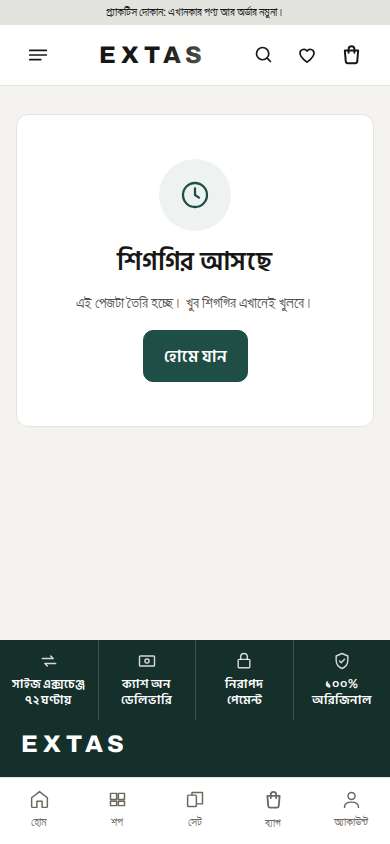 প্র্যাকটিস দোকান: এখানকার পণ্য আর অর্ডার নমুনা।
EXTAS
শিগগির আসছে
এই পেজটা তৈরি হচ্ছে। খুব শিগগির এখানেই খুলবে।
হোমে যান
সাইজ এক্সচেঞ্জ
৭২ ঘণ্টায়
ক্যাশ অন
ডেলিভারি
নিরাপদ
পেমেন্ট
১০০%
অরিজিনাল
EXTAS
হোম
শপ
সেট
ব্যাগ
অ্যাকাউন্ট